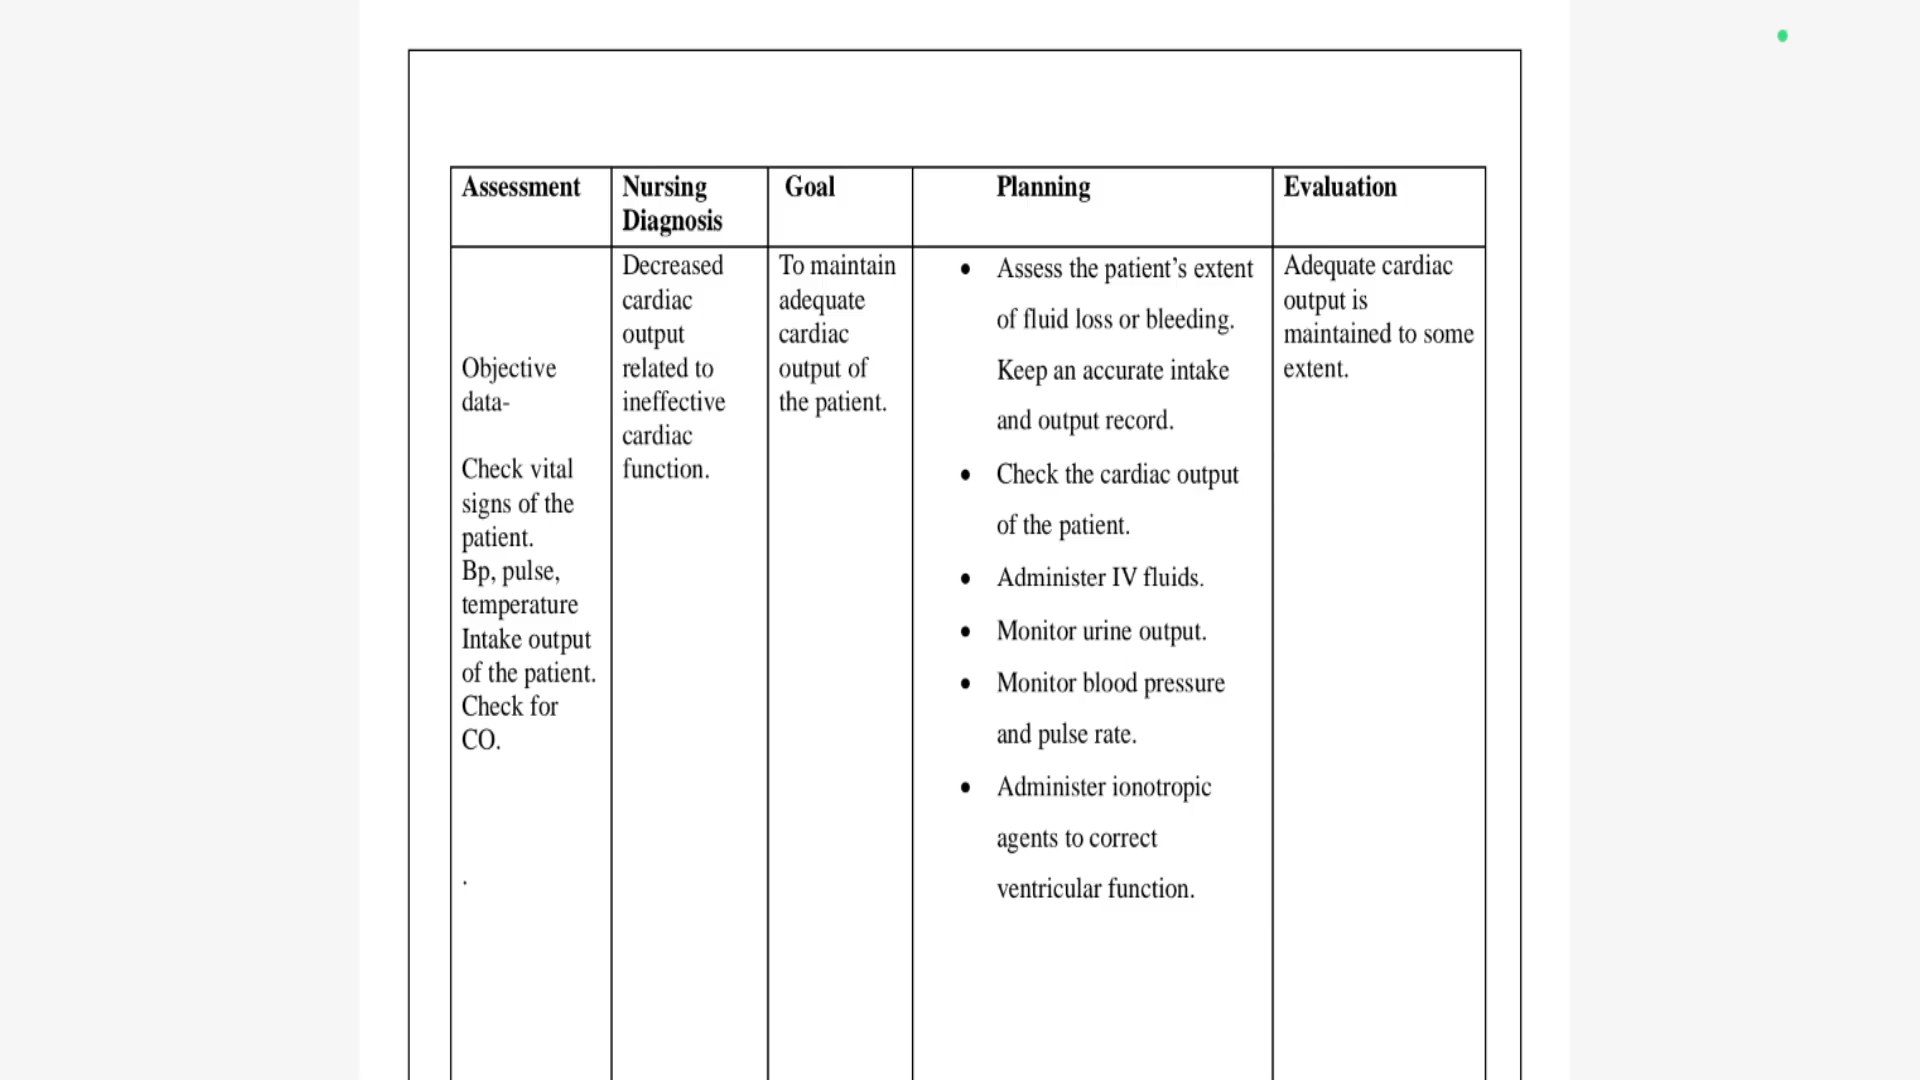 Assessment
Nursing
Diagnosis
Goal
Planning
Evaluation
Objective
data-
Check vital
signs of the
patient.
Bp, pulse,
temperature
Intake output
of the patient.
Check for
CO.
.
Decreased
cardiac
output
related to
ineffective
cardiac
function.
To maintain
adequate
cardiac
output of
the patient.
• Assess the patient’s extent
of fluid loss or bleeding.
Keep an accurate intake
and output record.
• Check the cardiac output
of the patient.
• Administer IV fluids.
• Monitor urine output.
• Monitor blood pressure
and pulse rate.
• Administer ionotropic
agents to correct
ventricular function.
Adequate cardiac
output is
maintained to some
extent.